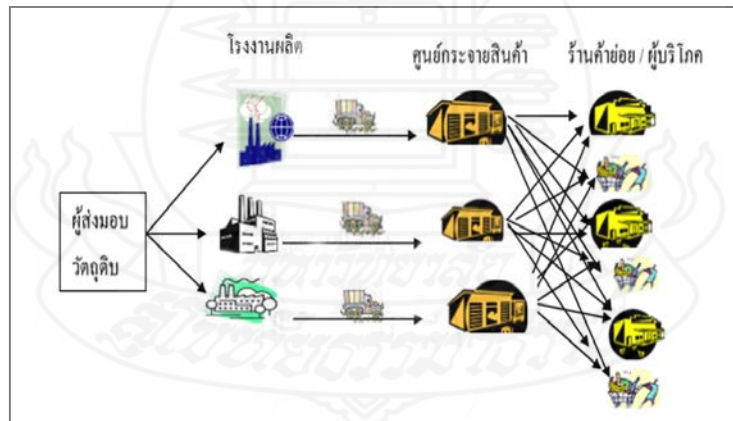 โรงงานผลิต
ศูนย์กระจายสินค้า
ร้านค้าย่อย / ผู้บริโภค
ผู้ส่งมอบ
วัตถุดิบ